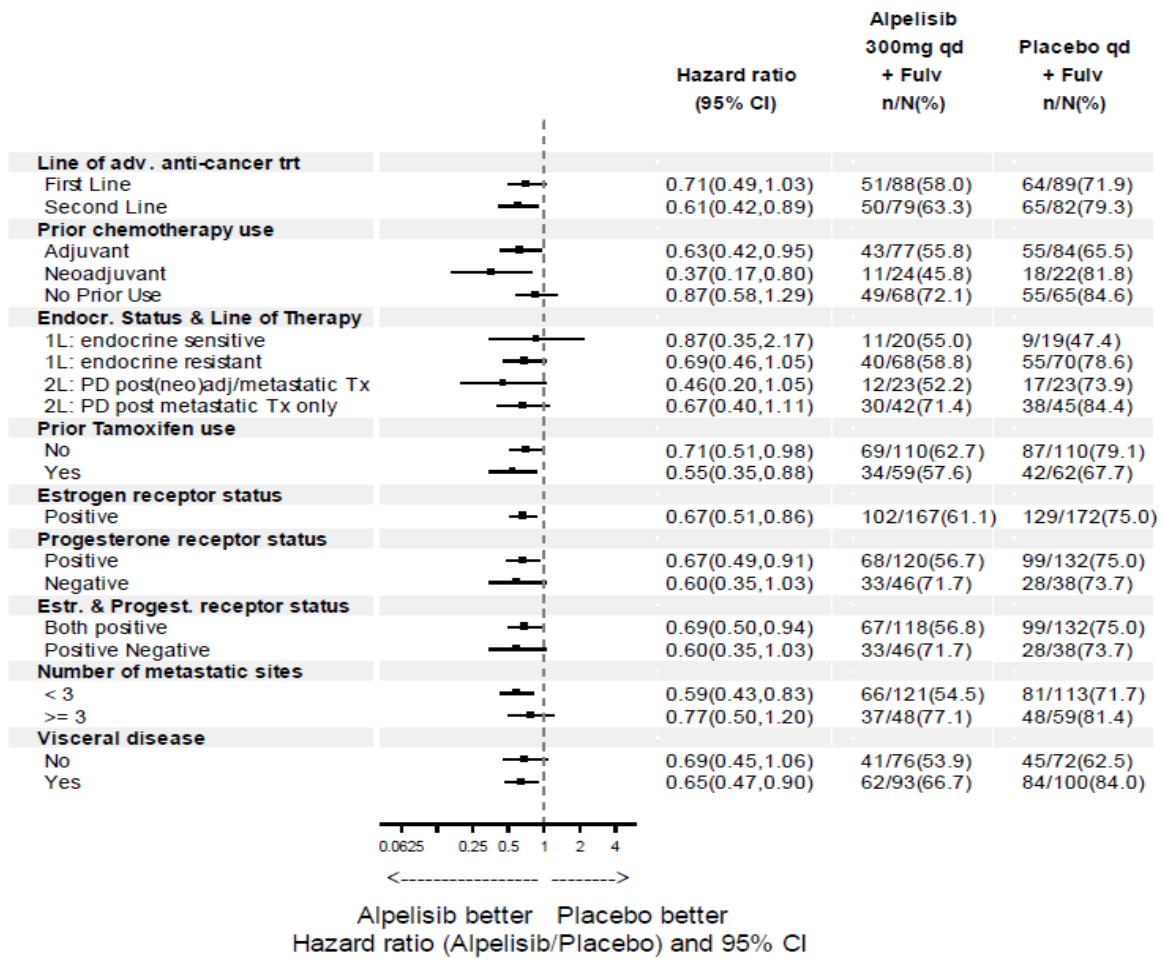 Alpelisib
300mg qd Placebo qd
Hazard ratio + Fulv + Fulv
(95% CI) n/N(%) n/N(%)
Line of adv. anti-cancer trt
First Line 0.71(0.49,1.03) 51/88(58.0) 64/89(71.9)
Second Line 0.61(0.42,0.89) 50/79(63.3) 65/82(79.3)
Prior chemotherapy use
Adjuvant 0.63(0.42,0.95) 43/77(55.8) 55/84(65.5)
Neoadjuvant 0.37(0.17,0.80) 11/24(45.8) 18/22(81.8)
No Prior Use 0.87(0.58,1.29) 49/68(72.1) 55/65(84.6)
Endocr. Status & Line of Therapy
1L: endocrine sensitive 0.87(0.35,2.17) 11/20(55.0) 9/19(47.4)
1L: endocrine resistant 0.69(0.46,1.05) 40/68(58.8) 55/70(78.6)
2L: PD post(neo)adj/metastatic Tx 0.46(0.20,1.05) 12/23(52.2) 17/23(73.9)
2L: PD post metastatic Tx only 0.67(0.40,1.11) 30/42(71.4) 38/45(84.4)
Prior Tamoxifen use
No 0.71(0.51,0.98) 69/110(62.7) 87/110(79.1)
Yes 0.55(0.35,0.88) 34/59(57.6) 42/62(67.7)
Estrogen receptor status
Positive 0.67(0.51,0.86) 102/167(61.1) 129/172(75.0)
Progesterone receptor status
Positive 0.67(0.49,0.91) 68/120(56.7) 99/132(75.0)
Negative 0.60(0.35,1.03) 33/46(71.7) 28/38(73.7)
Estr. & Progest. receptor status
Both positive 0.69(0.50,0.94) 67/118(56.8) 99/132(75.0)
Positive Negative 0.60(0.35,1.03) 33/46(71.7) 28/38(73.7)
Number of metastatic sites
< 3 0.59(0.43,0.83) 66/121(54.5) 81/113(71.7)
>= 3 0.77(0.50,1.20) 37/48(77.1) 48/59(81.4)
Visceral disease
No 0.69(0.45,1.06) 41/76(53.9) 45/72(62.5)
Yes 0.65(0.47,0.90) 62/93(66.7) 84/100(84.0)
0.0625 0.25 0.5 1 2 4
<----------------- -------->
Alpelisib better Placebo better
Hazard ratio (Alpelisib/Placebo) and 95% CI